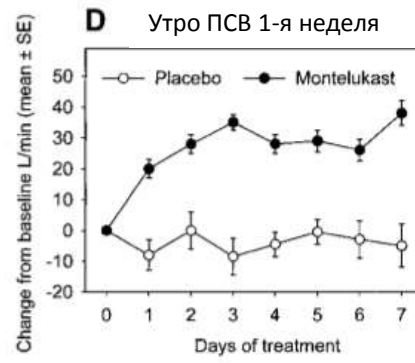 D Утро ПСВ 1-я неделя
Change from baseline L/min (mean ± SE)
50
40
30
20
10
0
-10
-20
Placebo Montelukast
0 1 2 3 4 5 6 7
Days of treatment